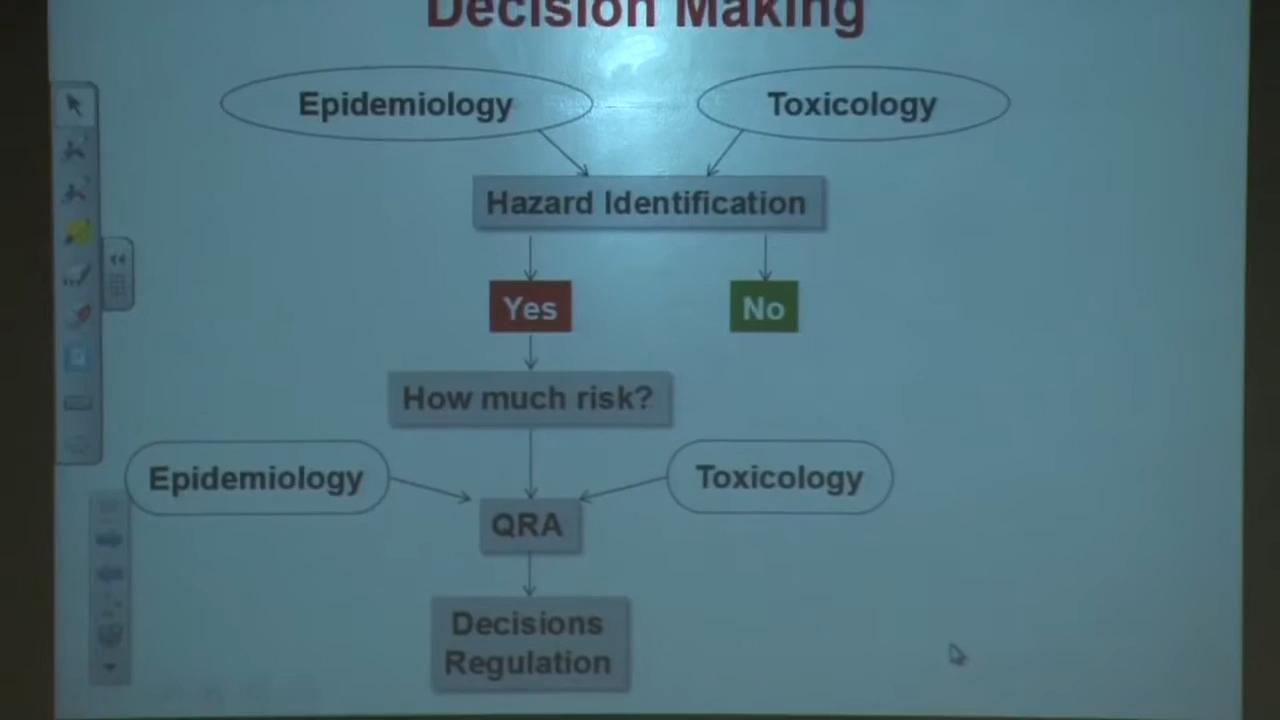 Decision Making
Epidemiology
Toxicology
Hazard Identification
Yes
No
How much risk?
Epidemiology
Toxicology
QRA
Decisions
Regulation